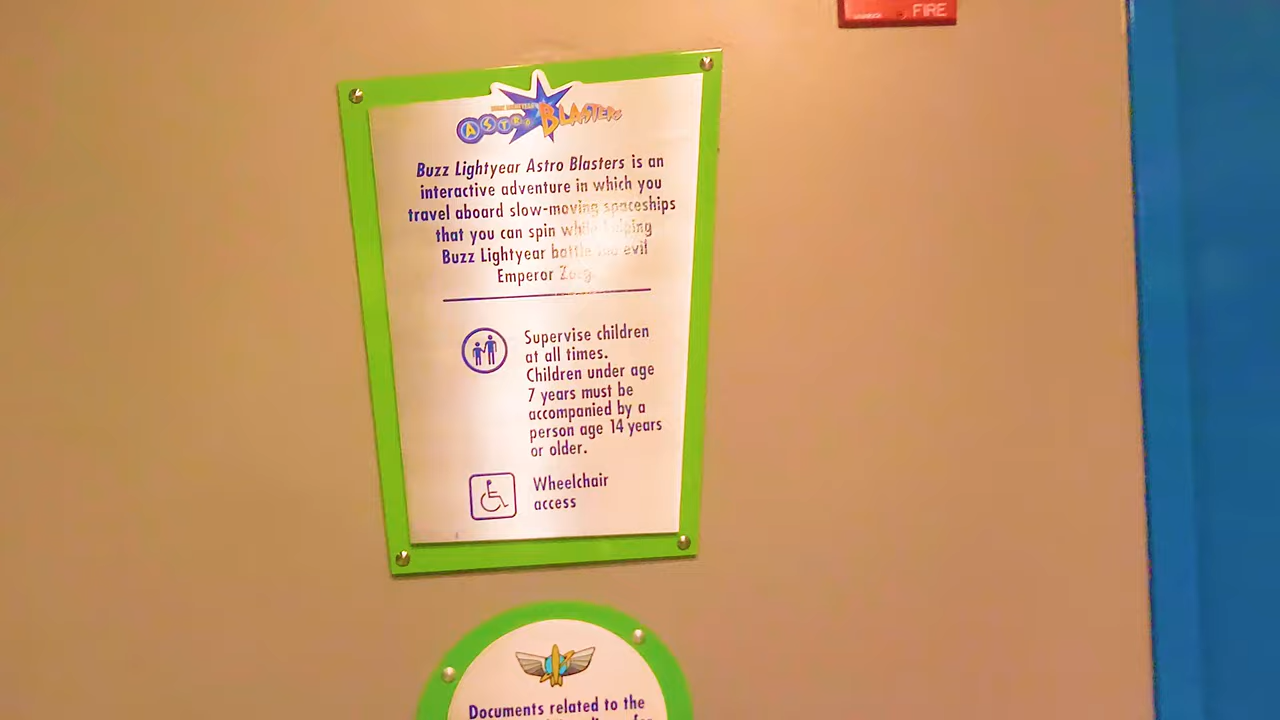 FIRE
ASTRO BLASTERS
Buzz Lightyear Astro Blasters is an
interactive adventure in which you
travel aboard slow-moving spaceships
that you can spin while helping
Buzz Lightyear battle the evil
Emperor Zurg.
Supervise children
at all times.
Children under age
7 years must be
accompanied by a
person age 14 years
or older.
Wheelchair
access
Documents related to the